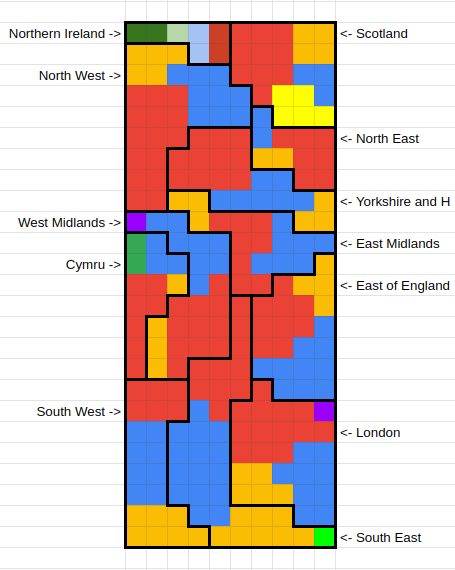 Northern Ireland -> <- Scotland
North West ->
<- North East
<- Yorkshire and H
West Midlands ->
<- East Midlands
Cymru ->
<- East of England
South West ->
<- London
<- South East